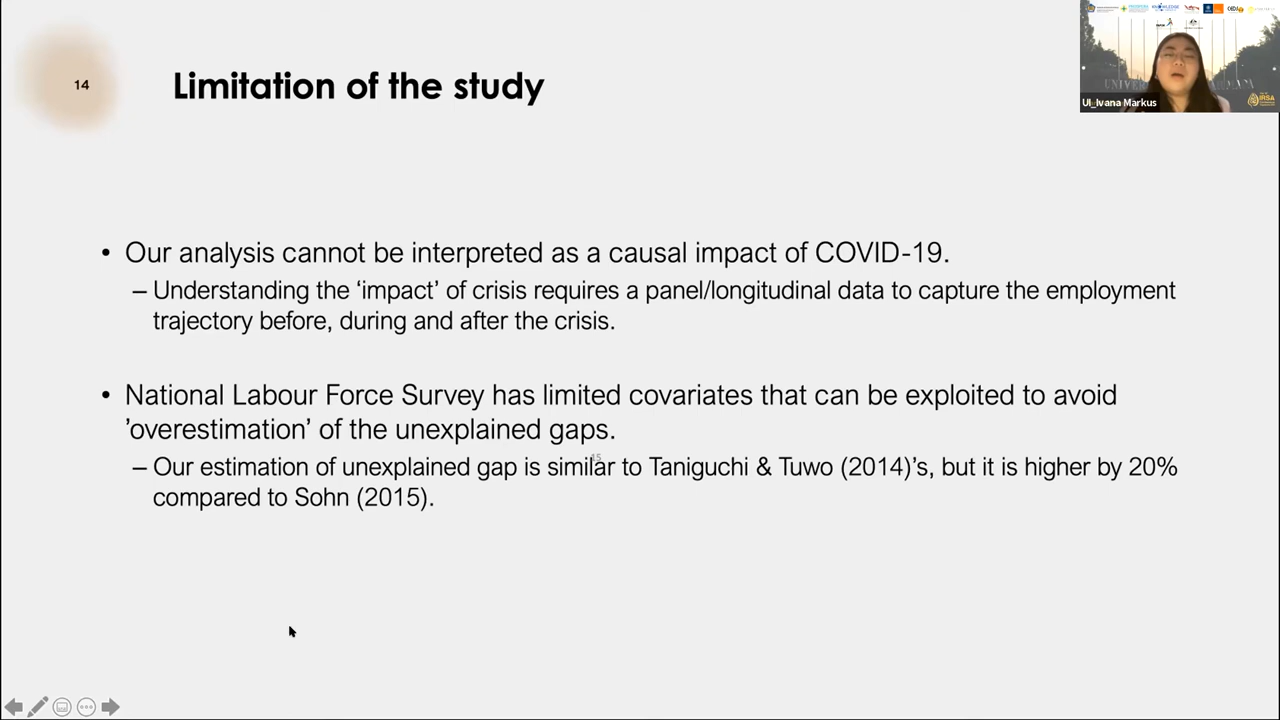 14
Limitation of the study
UI_Ivana Markus
IRSA
• Our analysis cannot be interpreted as a causal impact of COVID-19.
– Understanding the ‘impact’ of crisis requires a panel/longitudinal data to capture the employment
trajectory before, during and after the crisis.
• National Labour Force Survey has limited covariates that can be exploited to avoid
’overestimation’ of the unexplained gaps.
15
– Our estimation of unexplained gap is similar to Taniguchi & Tuwo (2014)’s, but it is higher by 20%
compared to Sohn (2015).